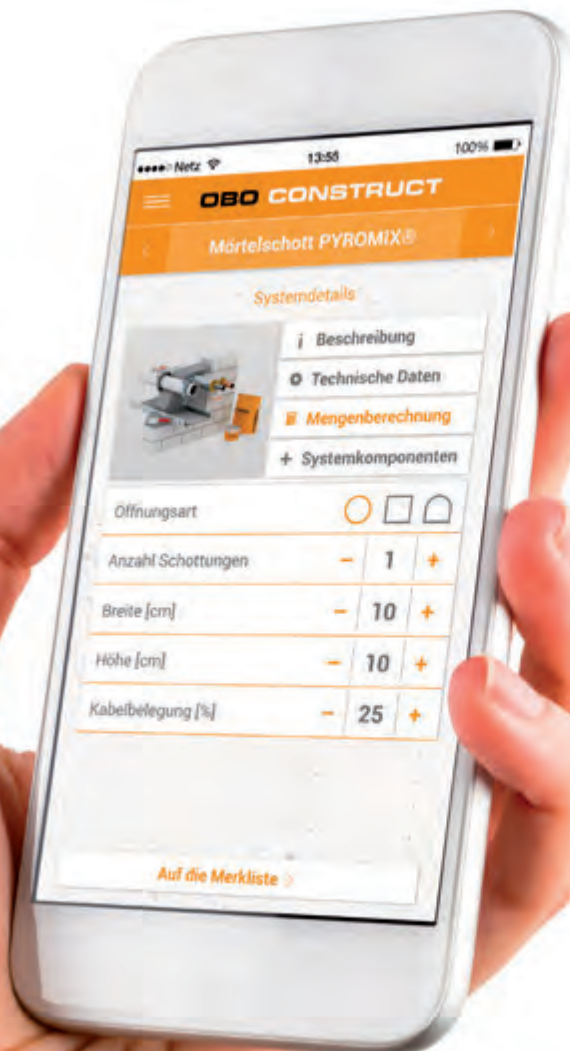 Netz 13:55 100%
OBO CONSTRUCT
Mörtelschott PYROMIX®
Systemdetails
i Beschreibung
Technische Daten
Mengenberechnung
+ Systemkomponenten
Öffnungsart
Anzahl Schottungen - 1 +
Breite [cm] - 10 +
Höhe [cm] - 10 +
Kabelbelegung [%] - 25 +
Auf die Merkliste >